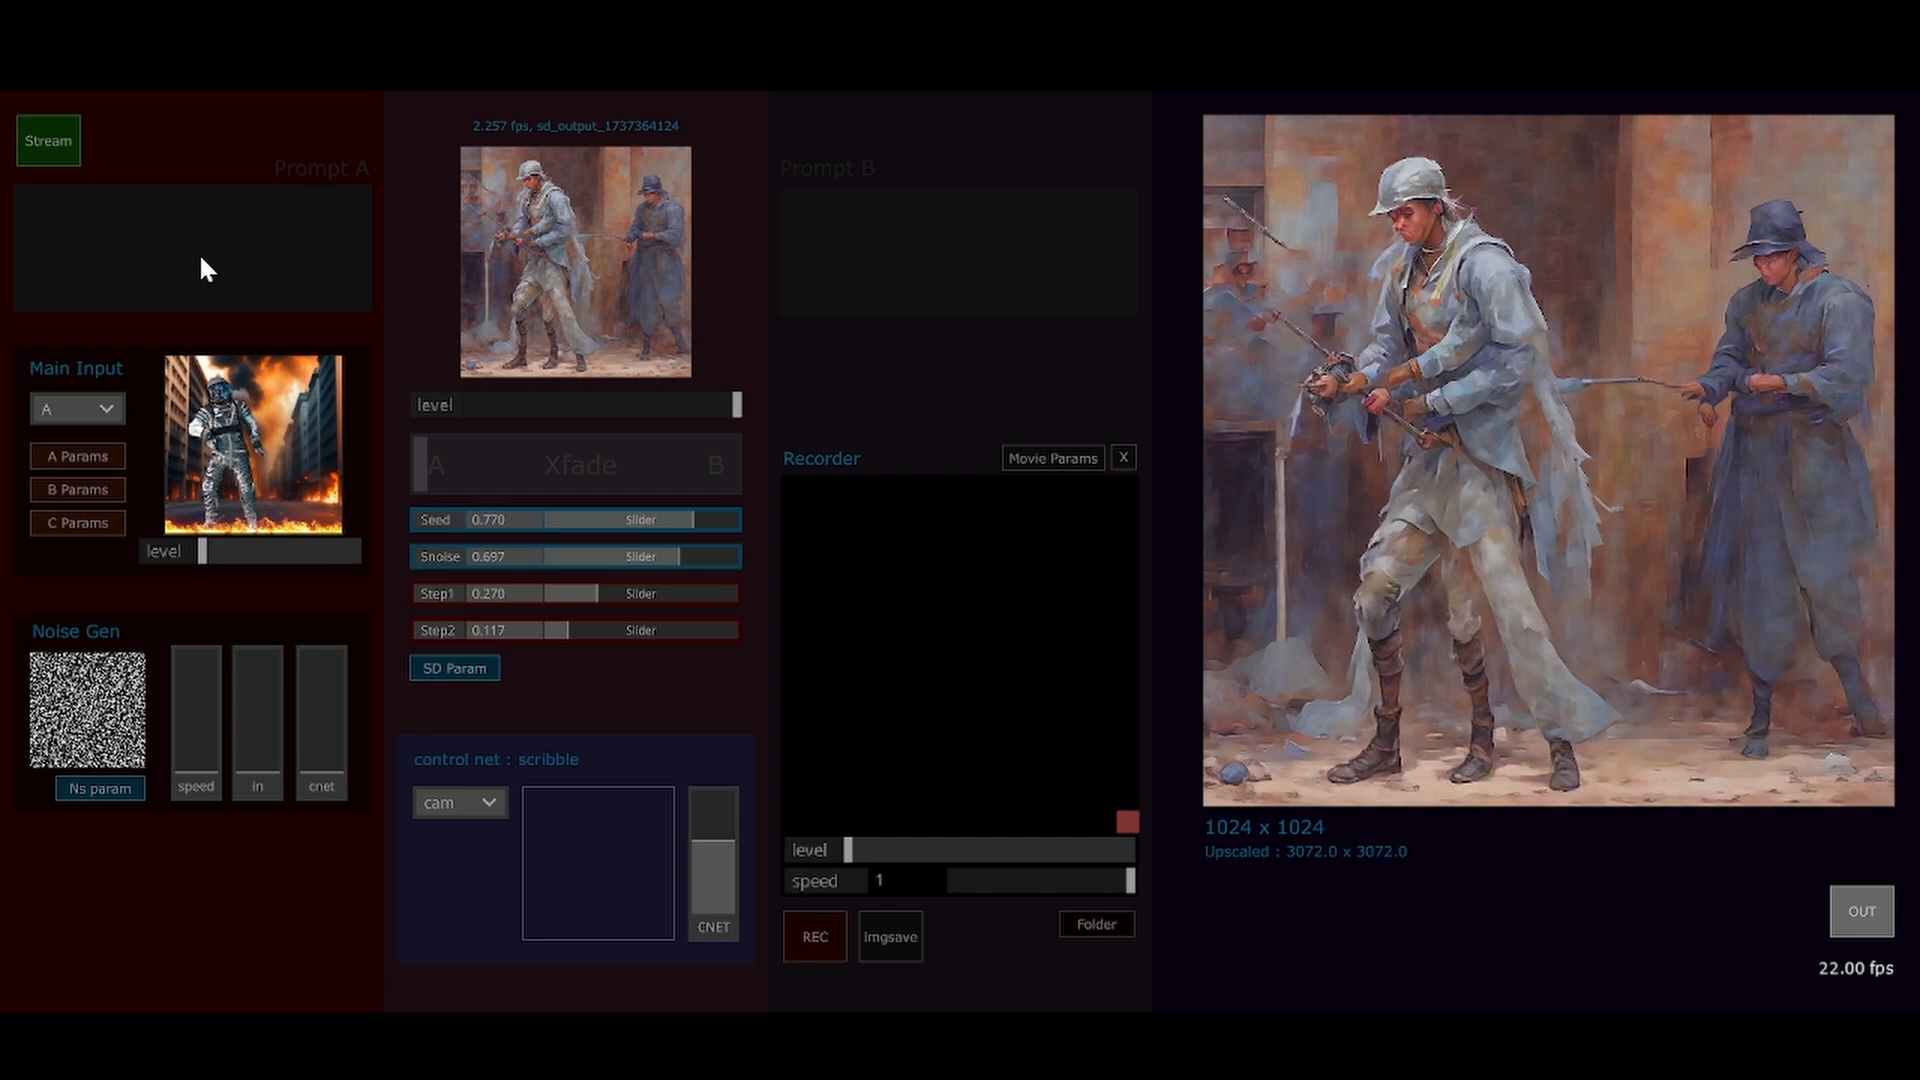 Stream
Prompt A
Main Input
A
A Params
B Params
C Params
level
Noise Gen
Ns param
speed
in
cnet
2.257 fps, sd_output_1737364124
level
A
Xfade
B
Seed 0.770 Slider
Snoise 0.697 Slider
Step1 0.270 Slider
Step2 0.117 Slider
SD Param
control net : scribble
cam
CNET
Prompt B
Recorder
Movie Params
X
level
speed 1
REC
Imgsave
Folder
1024 x 1024
Upscaled : 3072.0 x 3072.0
OUT
22.00 fps